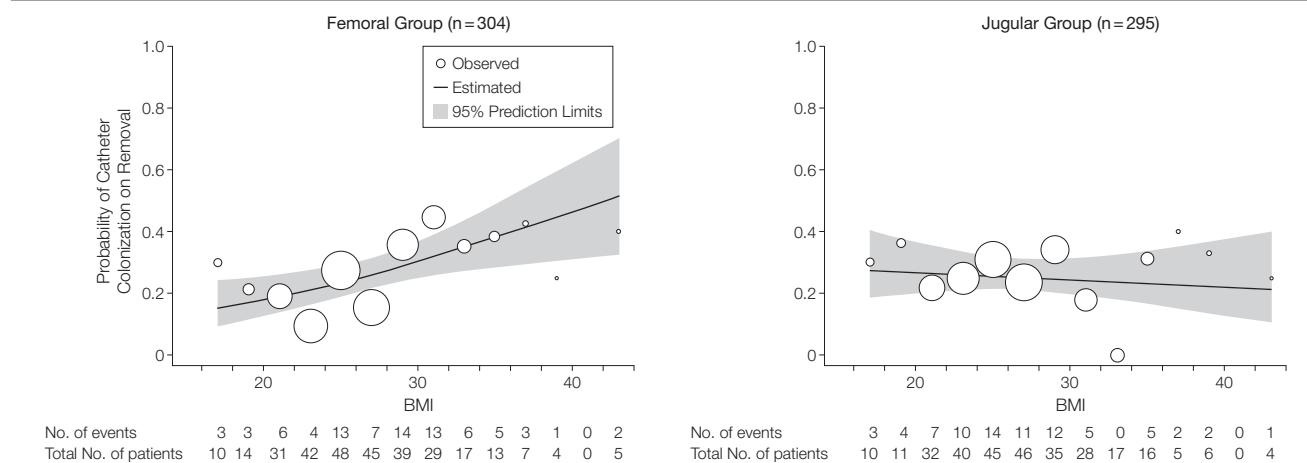 Femoral Group (n=304)
1.0
0.8
0.6
0.4
0.2
0
Probability of Catheter
Colonization on Removal
Observed
Estimated
95% Prediction Limits
20 30 40
BMI
No. of events 3 3 6 4 13 7 14 13 6 5 3 1 0 2
Total No. of patients 10 14 31 42 48 45 39 29 17 13 7 4 0 5
Jugular Group (n=295)
1.0
0.8
0.6
0.4
0.2
0
20 30 40
BMI
No. of events 3 4 7 10 14 11 12 5 0 5 2 2 0 1
Total No. of patients 10 11 32 40 45 46 35 28 17 16 5 6 0 4